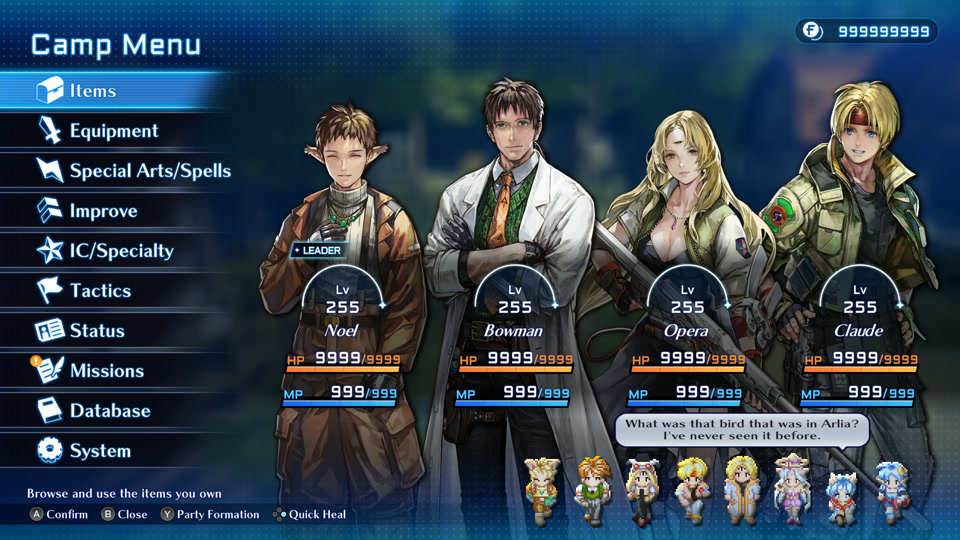 Camp Menu
F 999999999
Items
Equipment
Special Arts/Spells
Improve
IC/Specialty
Tactics
Status
Missions
Database
System
LEADER
Lv
255
Noel
HP 9999/9999
MP 999/999
Lv
255
Bowman
HP 9999/9999
MP 999/999
Lv
255
Opera
HP 9999/9999
MP 999/999
Lv
255
Claude
HP 9999/9999
MP 999/999
What was that bird that was in Arlia?
I've never seen it before.
Browse and use the items you own
A Confirm B Close Y Party Formation Quick Heal